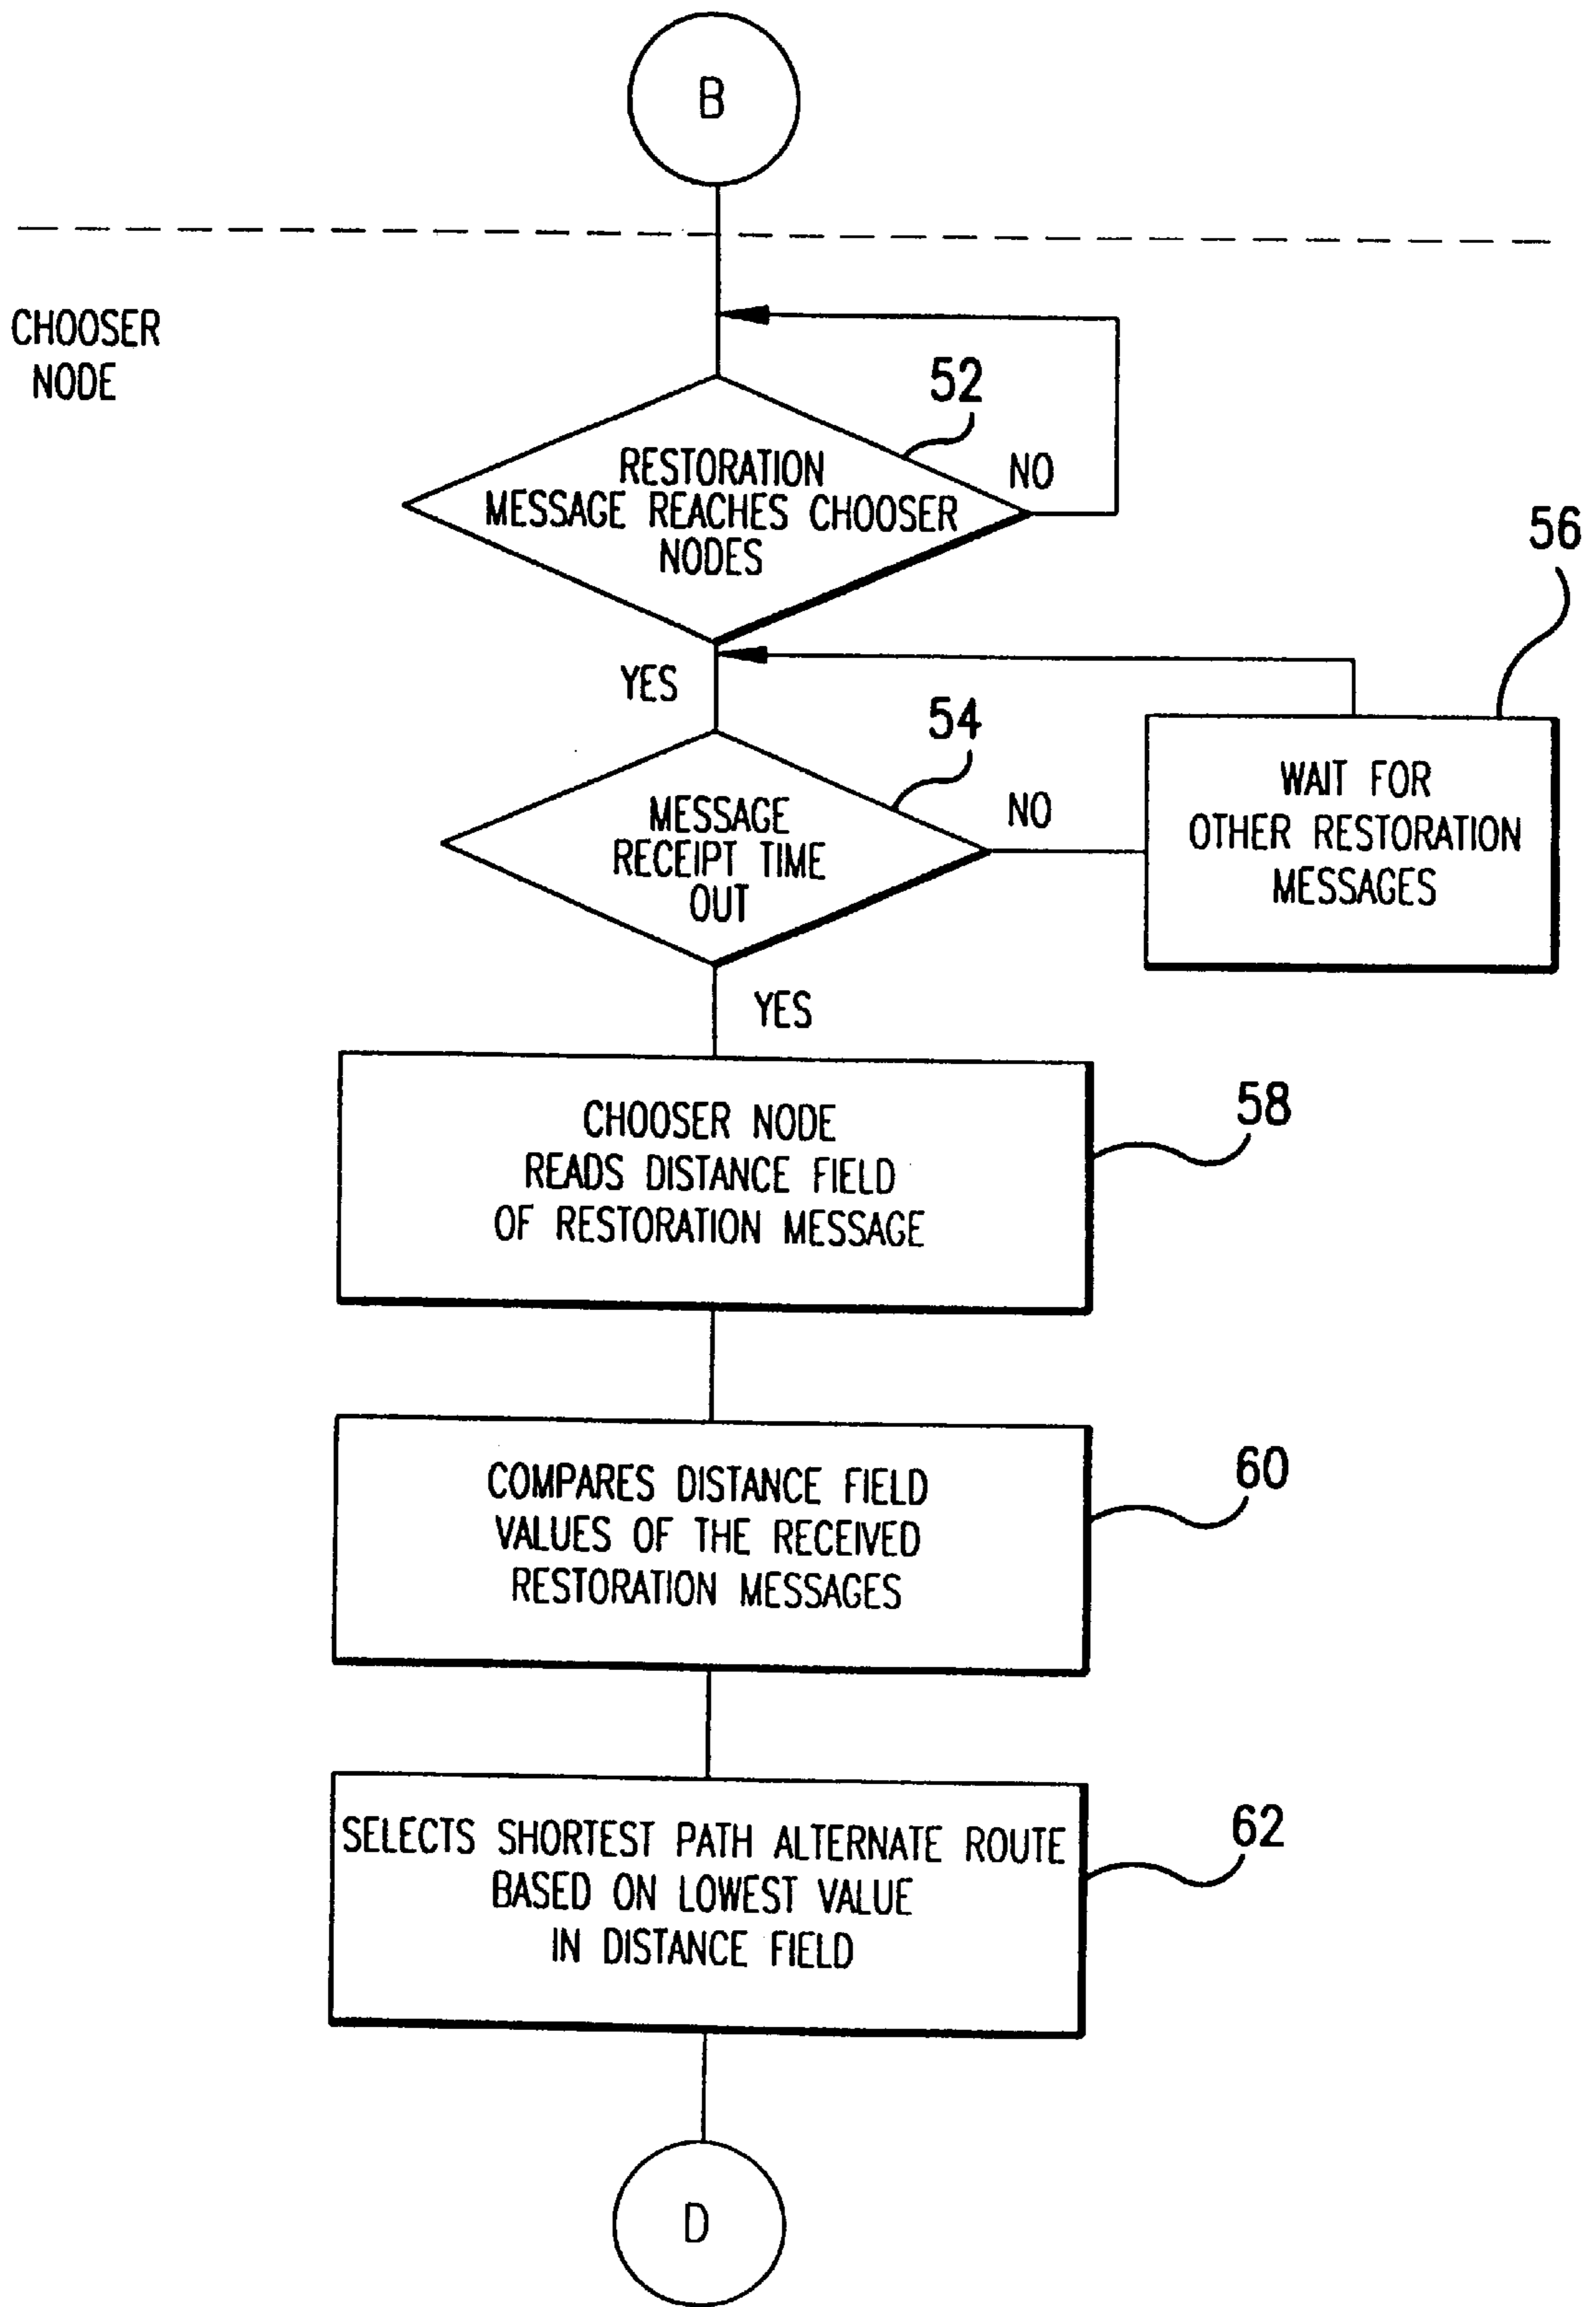 B
CHOOSER
NODE
52
RESTORATION
MESSAGE REACHES CHOOSER
NODES
NO
YES
54
MESSAGE
RECEIPT TIME
OUT
NO
56
WAIT FOR
OTHER RESTORATION
MESSAGES
YES
CHOOSER NODE
READS DISTANCE FIELD
OF RESTORATION MESSAGE
58
COMPARES DISTANCE FIELD
VALUES OF THE RECEIVED
RESTORATION MESSAGES
60
SELECTS SHORTEST PATH ALTERNATE ROUTE
BASED ON LOWEST VALUE
IN DISTANCE FIELD
62
D